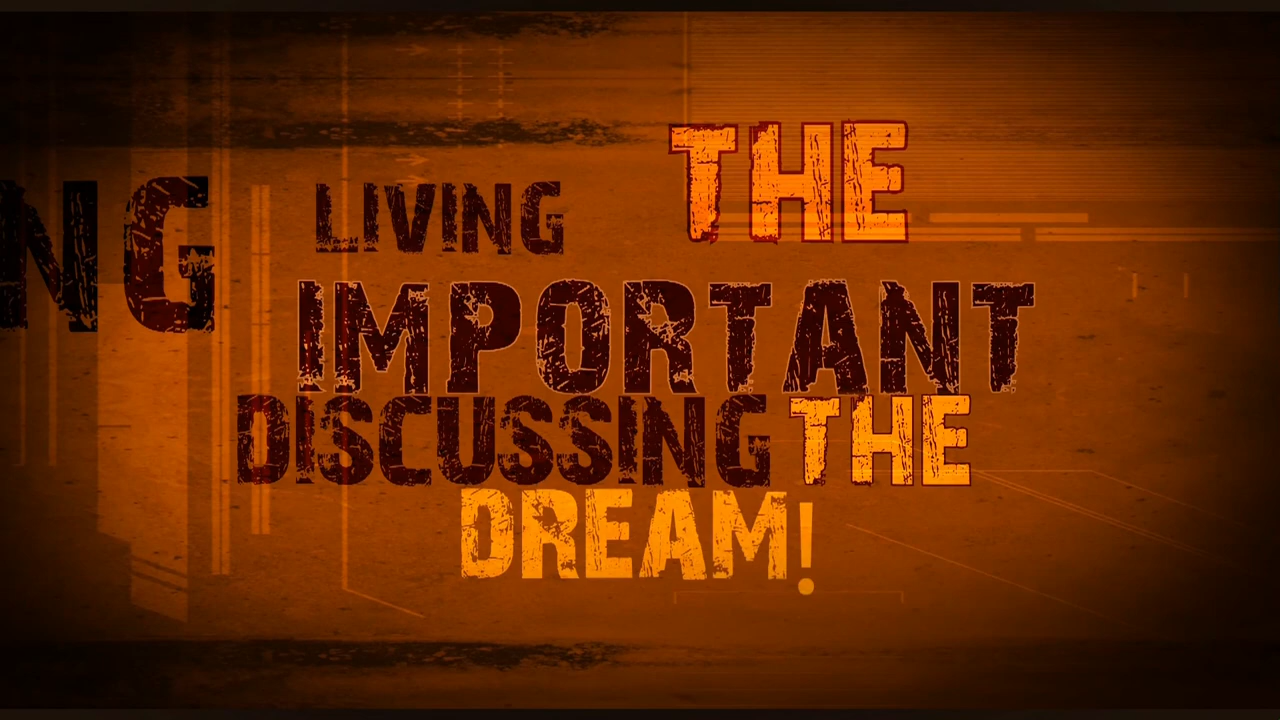 NG
LIVING THE
IMPORTANT
DISCUSSING THE
DREAM!